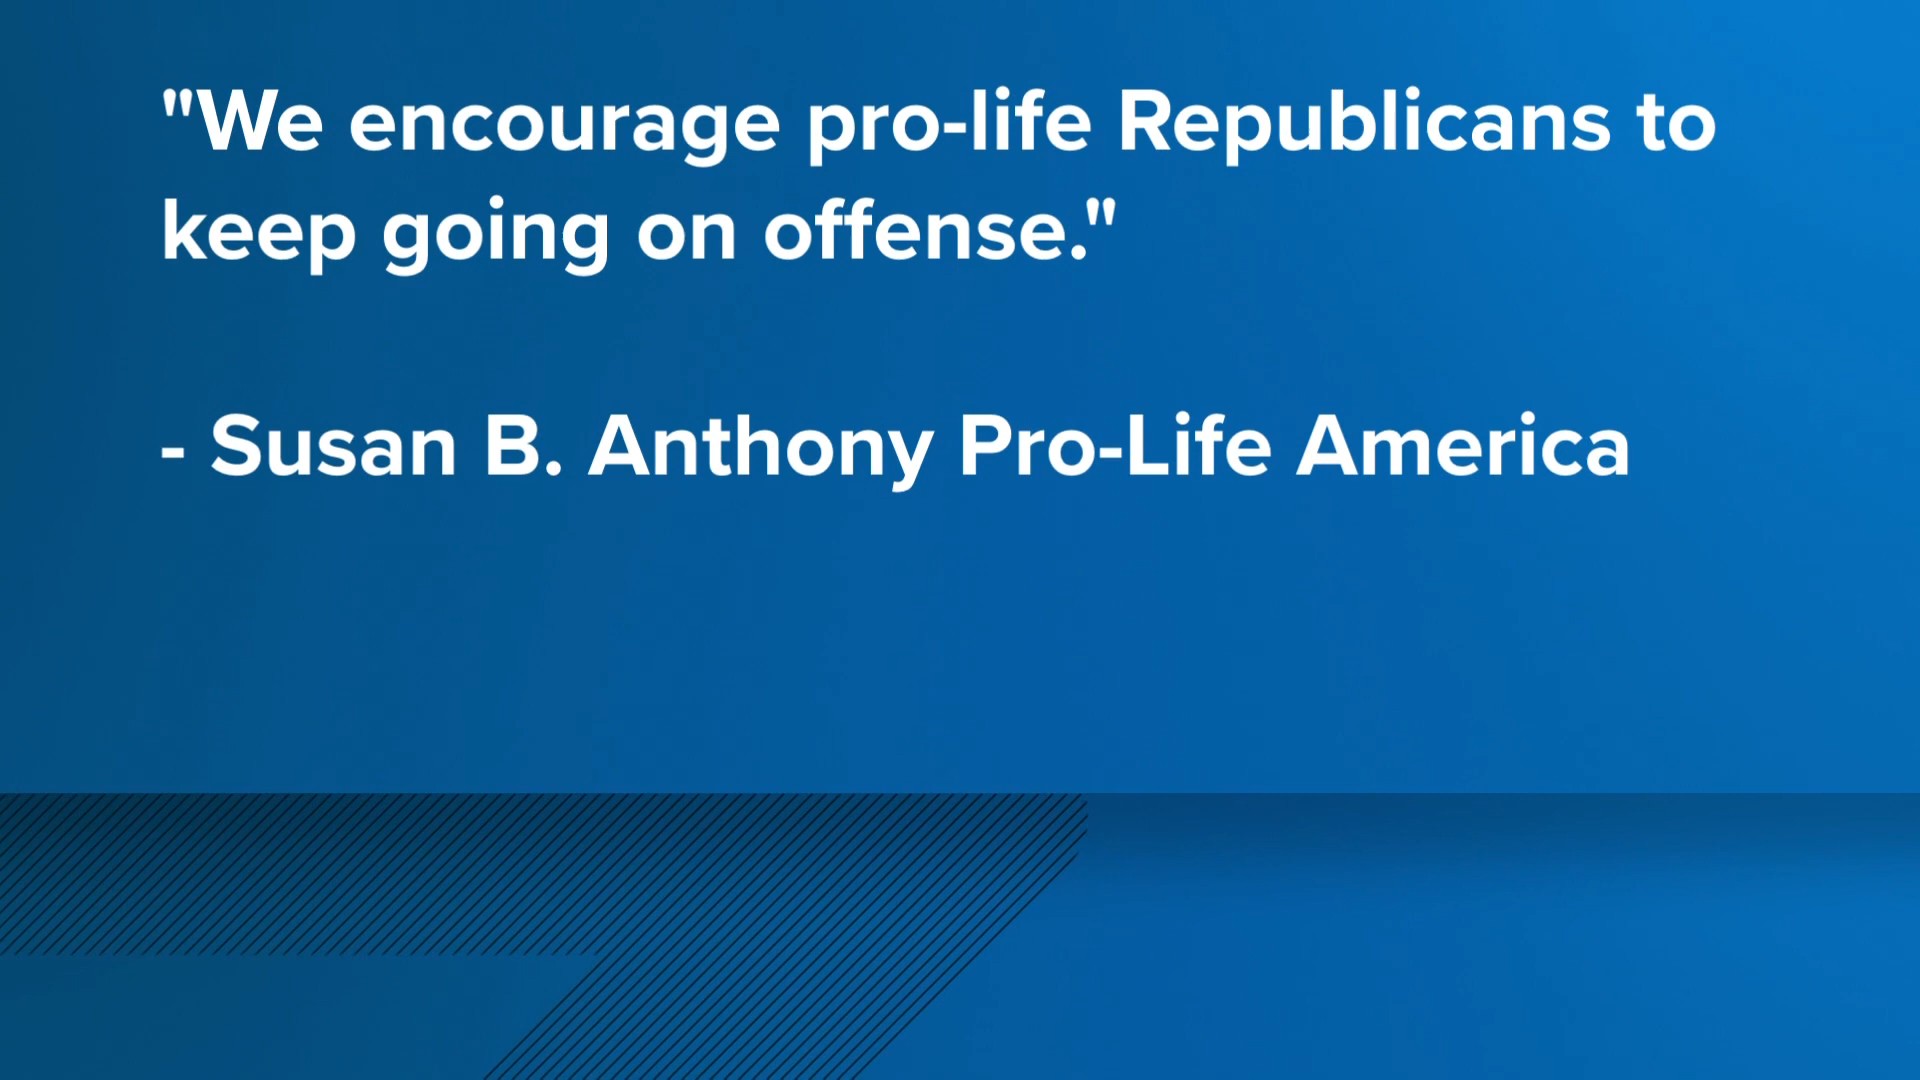 "We encourage pro-life Republicans to
keep going on offense."
- Susan B. Anthony Pro-Life America